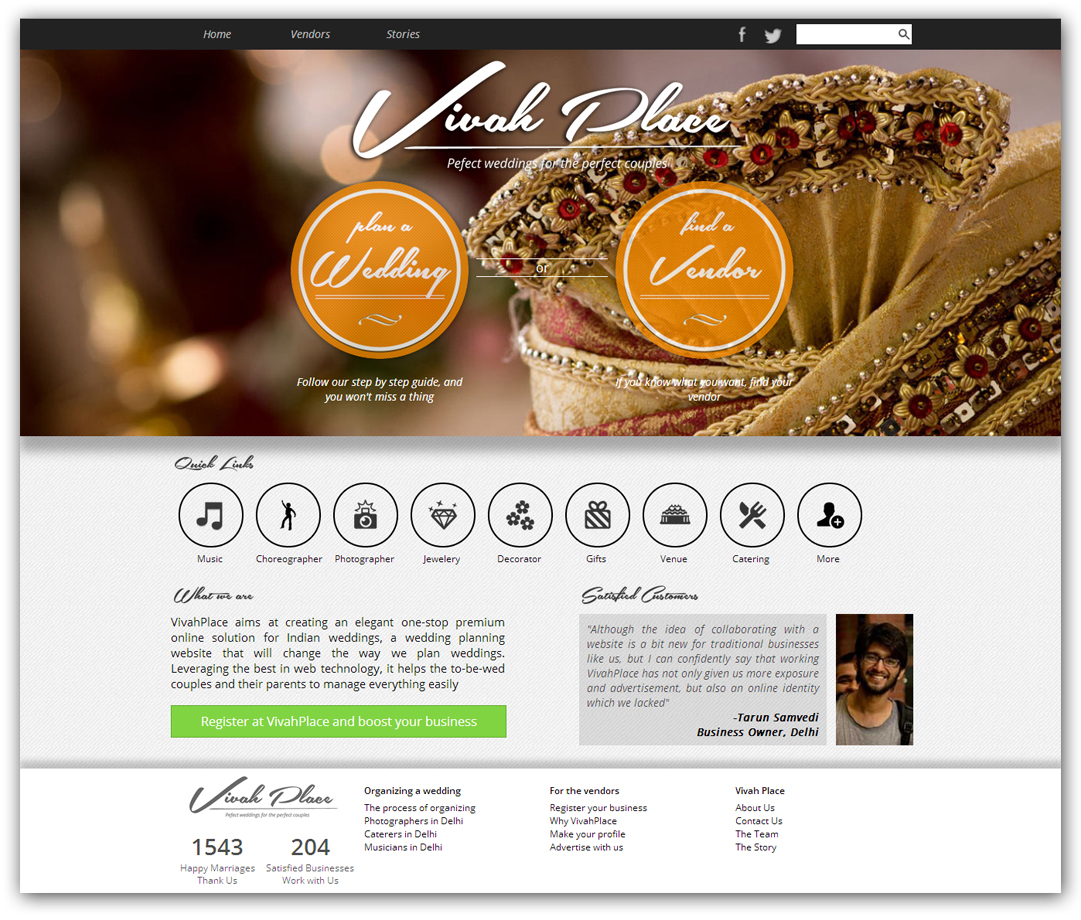 Home Vendors Stories
Vivah Place
Pefect weddings for the perfect couples
plan a
Wedding
or
find a
Vendor
Follow our step by step guide, and
you won't miss a thing
If you know what you want, find your
vendor
Quick Links
Music Choreographer Photographer Jewelery Decorator Gifts Venue Catering More
What we are
VivahPlace aims at creating an elegant one-stop premium
online solution for Indian weddings, a wedding planning
website that will change the way we plan weddings.
Leveraging the best in web technology, it helps the to-be-wed
couples and their parents to manage everything easily
Register at VivahPlace and boost your business
Satisfied Customers
"Although the idea of collaborating with a
website is a bit new for traditional businesses
like us, but I can confidently say that working
VivahPlace has not only given us more exposure
and advertisement, but also an online identity
which we lacked"
-Tarun Samvedi
Business Owner, Delhi
Vivah Place
Pefect weddings for the perfect couples
1543
Happy Marriages
Thank Us
204
Satisfied Businesses
Work with Us
Organizing a wedding
The process of organizing
Photographers in Delhi
Caterers in Delhi
Musicians in Delhi
For the vendors
Register your business
Why VivahPlace
Make your profile
Advertise with us
Vivah Place
About Us
Contact Us
The Team
The Story